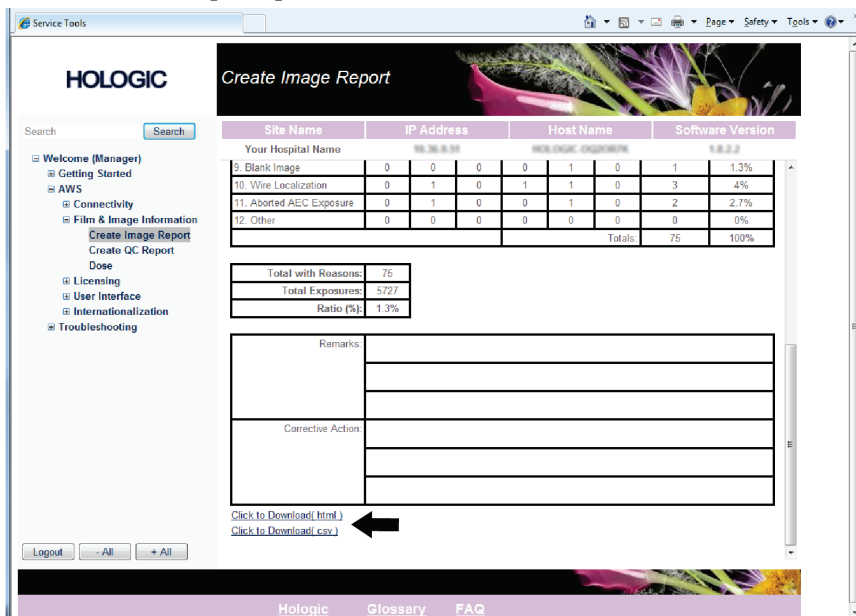 Service Tools
Page Safety Tools
HOLOGIC
Create Image Report
Search Search
Site Name IP Address Host Name Software Version
Your Hospital Name 1.8.2.2
Welcome (Manager)
Getting Started
AWS
Connectivity
Film & Image Information
Create Image Report
Create QC Report
Dose
Licensing
User Interface
Internationalization
Troubleshooting
9. Blank Image 0 0 0 0 1 0 1 1.3%
10. Wire Localization 0 1 0 1 1 0 3 4%
11. Aborted AEC Exposure 0 1 0 0 1 0 2 2.7%
12. Other 0 0 0 0 0 0 0 0%
Totals: 75 100%
Total with Reasons: 75
Total Exposures: 5727
Ratio (%): 1.3%
Remarks:
Corrective Action:
Click to Download( html )
Click to Download( csv )
Logout - All + All
Hologic Glossary FAQ